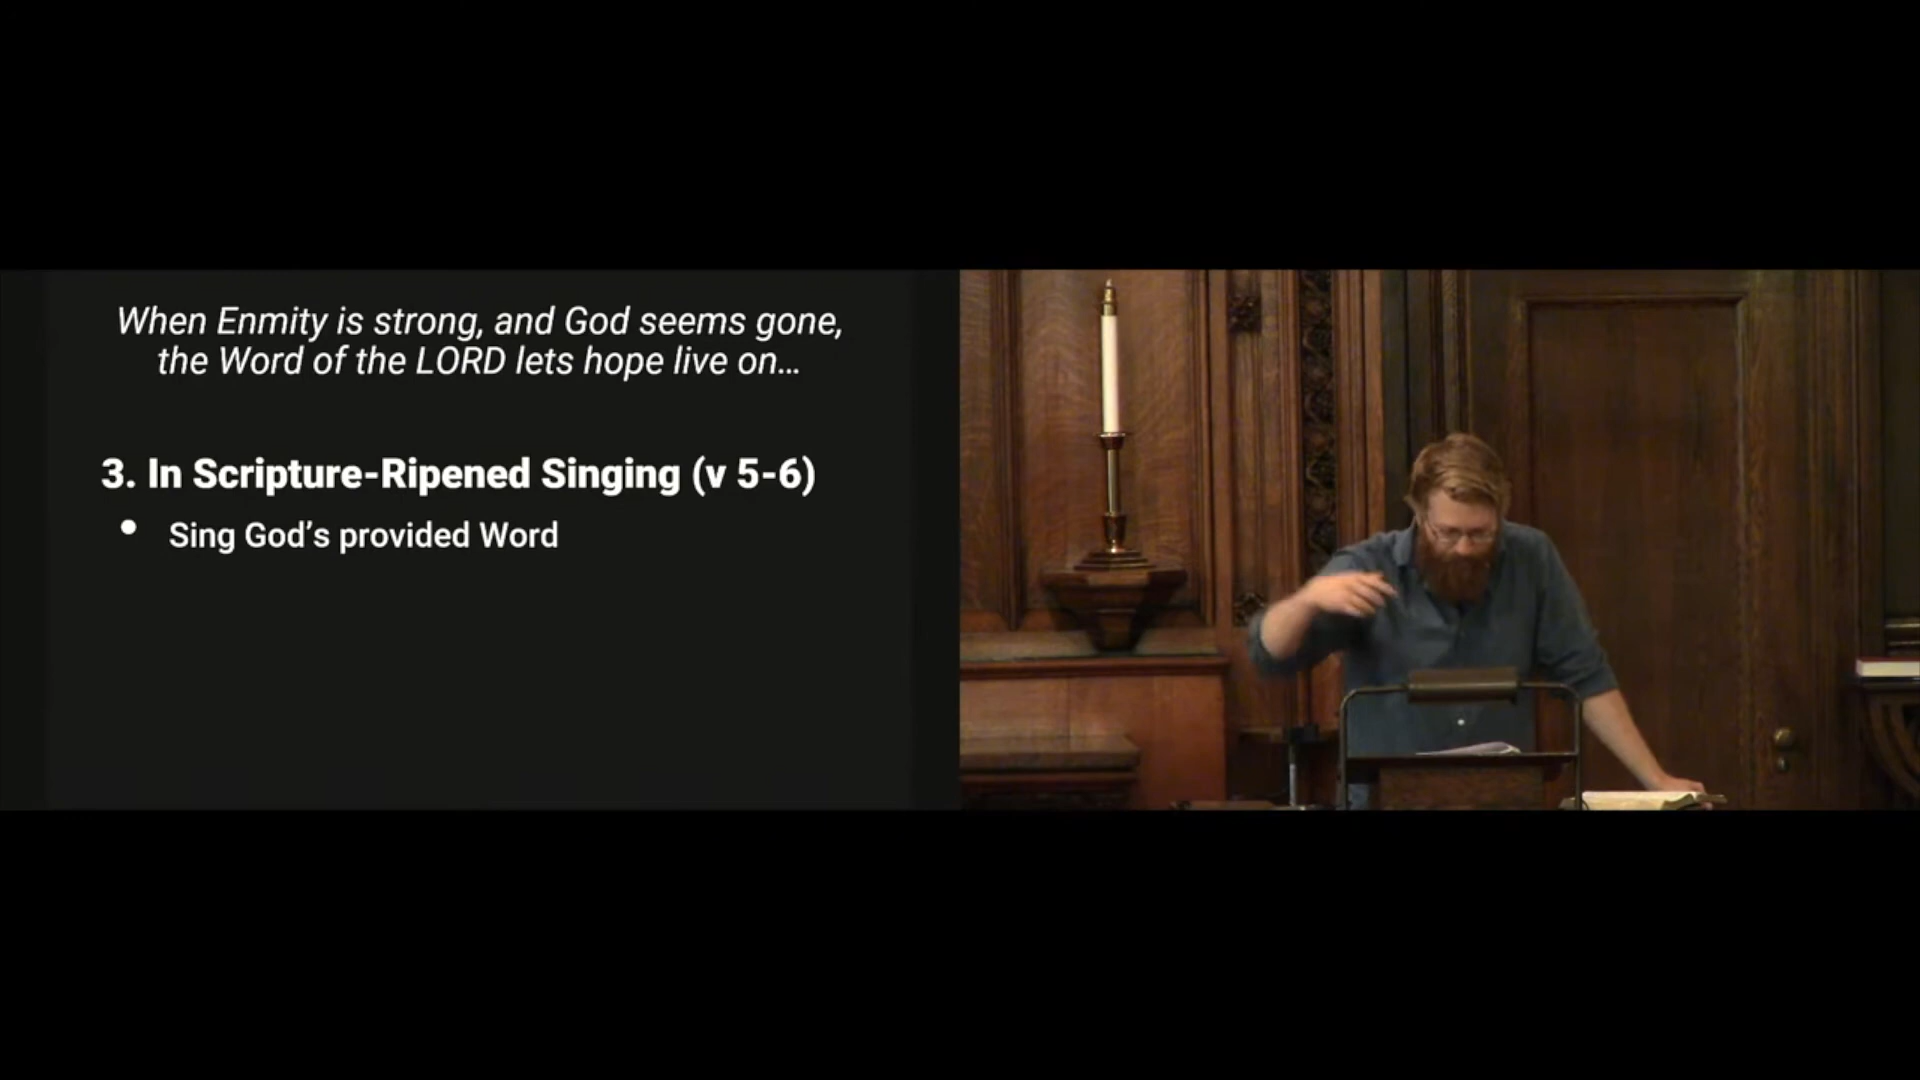 When Enmity is strong, and God seems gone,
the Word of the LORD lets hope live on...
3. In Scripture-Ripened Singing (v 5-6)
• Sing God’s provided Word